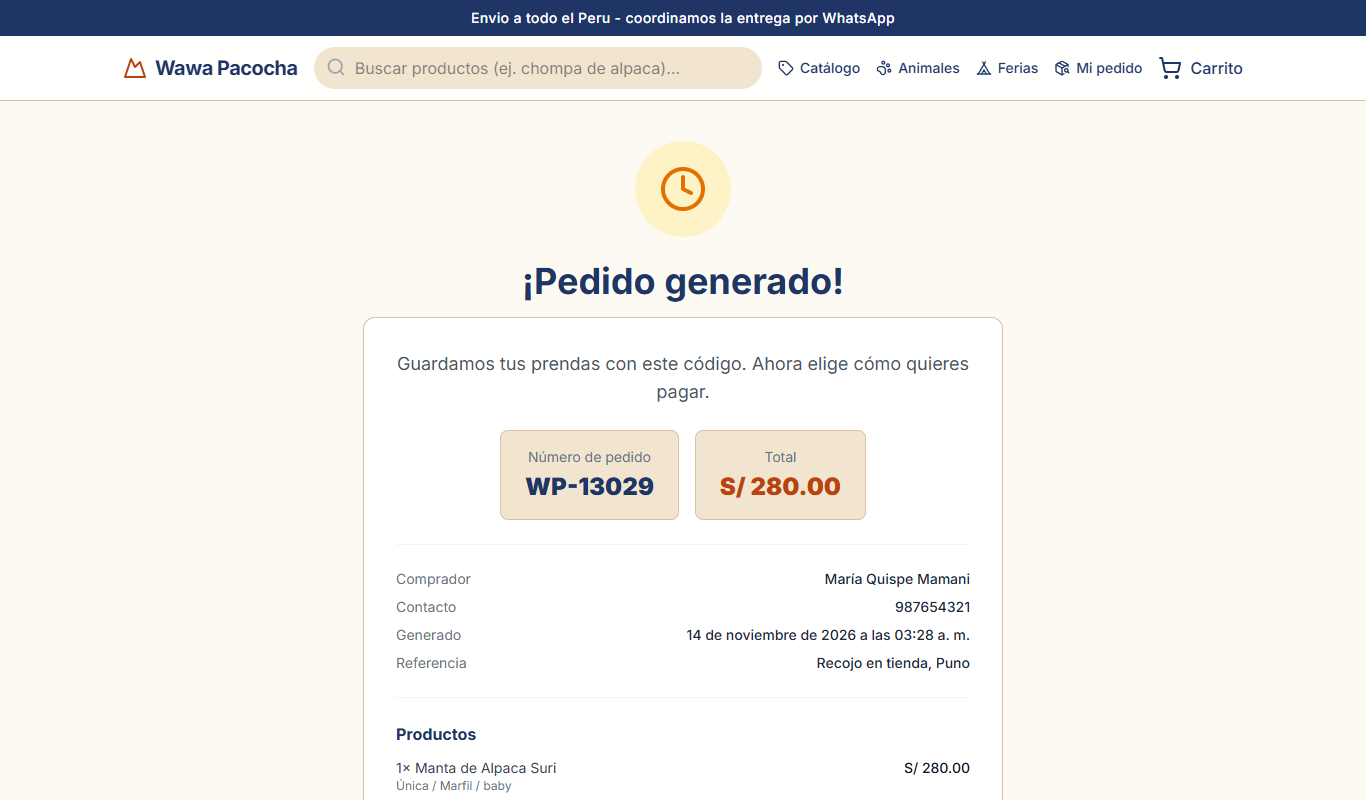 Envio a todo el Peru - coordinamos la entrega por WhatsApp
Wawa Pacocha
Buscar productos (ej. chompa de alpaca)...
Catálogo
Animales
Ferias
Mi pedido
Carrito
¡Pedido generado!
Guardamos tus prendas con este código. Ahora elige cómo quieres
pagar.
Número de pedido
WP-13029
Total
S/ 280.00
Comprador
María Quispe Mamani
Contacto
987654321
Generado
14 de noviembre de 2026 a las 03:28 a. m.
Referencia
Recojo en tienda, Puno
Productos
1× Manta de Alpaca Suri
S/ 280.00
Única / Marfil / baby